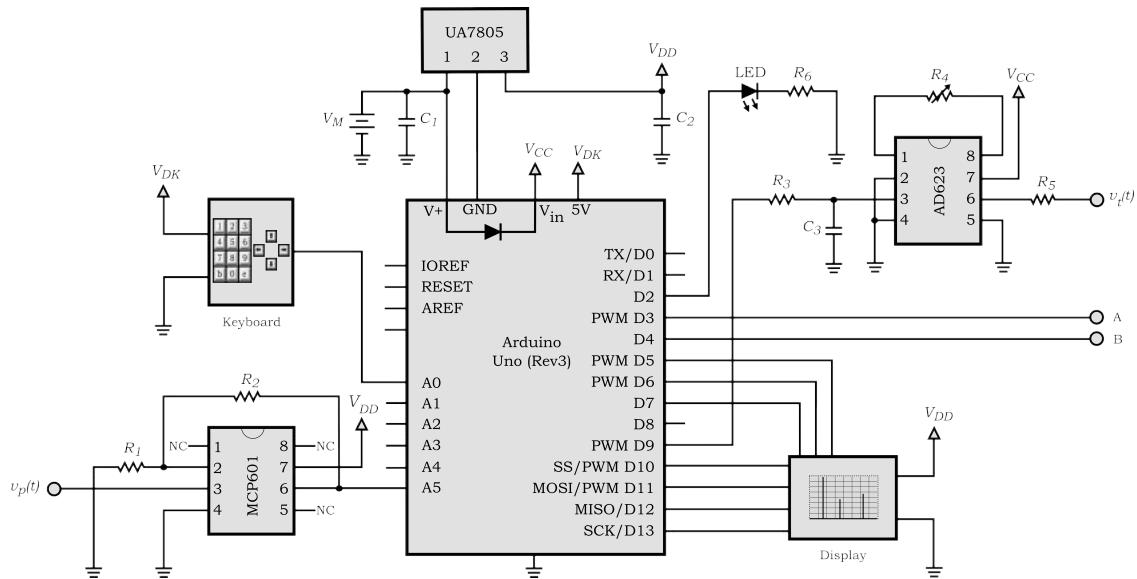 UA7805
1 2 3
V_DD
LED
R_6
R_4
V_CC
V_M
C_1
C_2
1 8
2 7
3 6
4 5
AD623
R_3
R_5
v_t(t)
C_3
V_DK
V_CC
V_DK
V+ GND V_in 5V
1 2 3
4 5 6
7 8 9
b 0 e
Keyboard
IOREF
RESET
AREF
A0
A1
A2
A3
A4
A5
Arduino
Uno (Rev3)
TX/D0
RX/D1
D2
PWM D3
D4
PWM D5
PWM D6
D7
D8
PWM D9
SS/PWM D10
MOSI/PWM D11
MISO/D12
SCK/D13
A
B
R_2
V_DD
R_1
NC 1 8 NC
2 7
3 6
4 5 NC
MCP601
v_p(t)
V_DD
Display